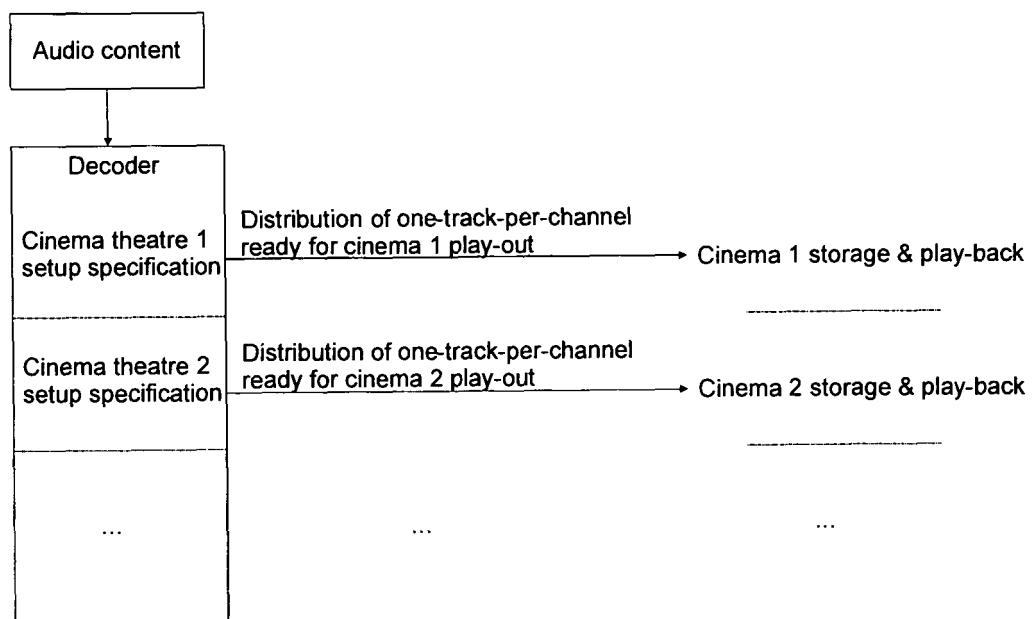 Audio content
Decoder
Cinema theatre 1
setup specification
Distribution of one-track-per-channel
ready for cinema 1 play-out
Cinema 1 storage & play-back
Cinema theatre 2
setup specification
Distribution of one-track-per-channel
ready for cinema 2 play-out
Cinema 2 storage & play-back
...
...
...